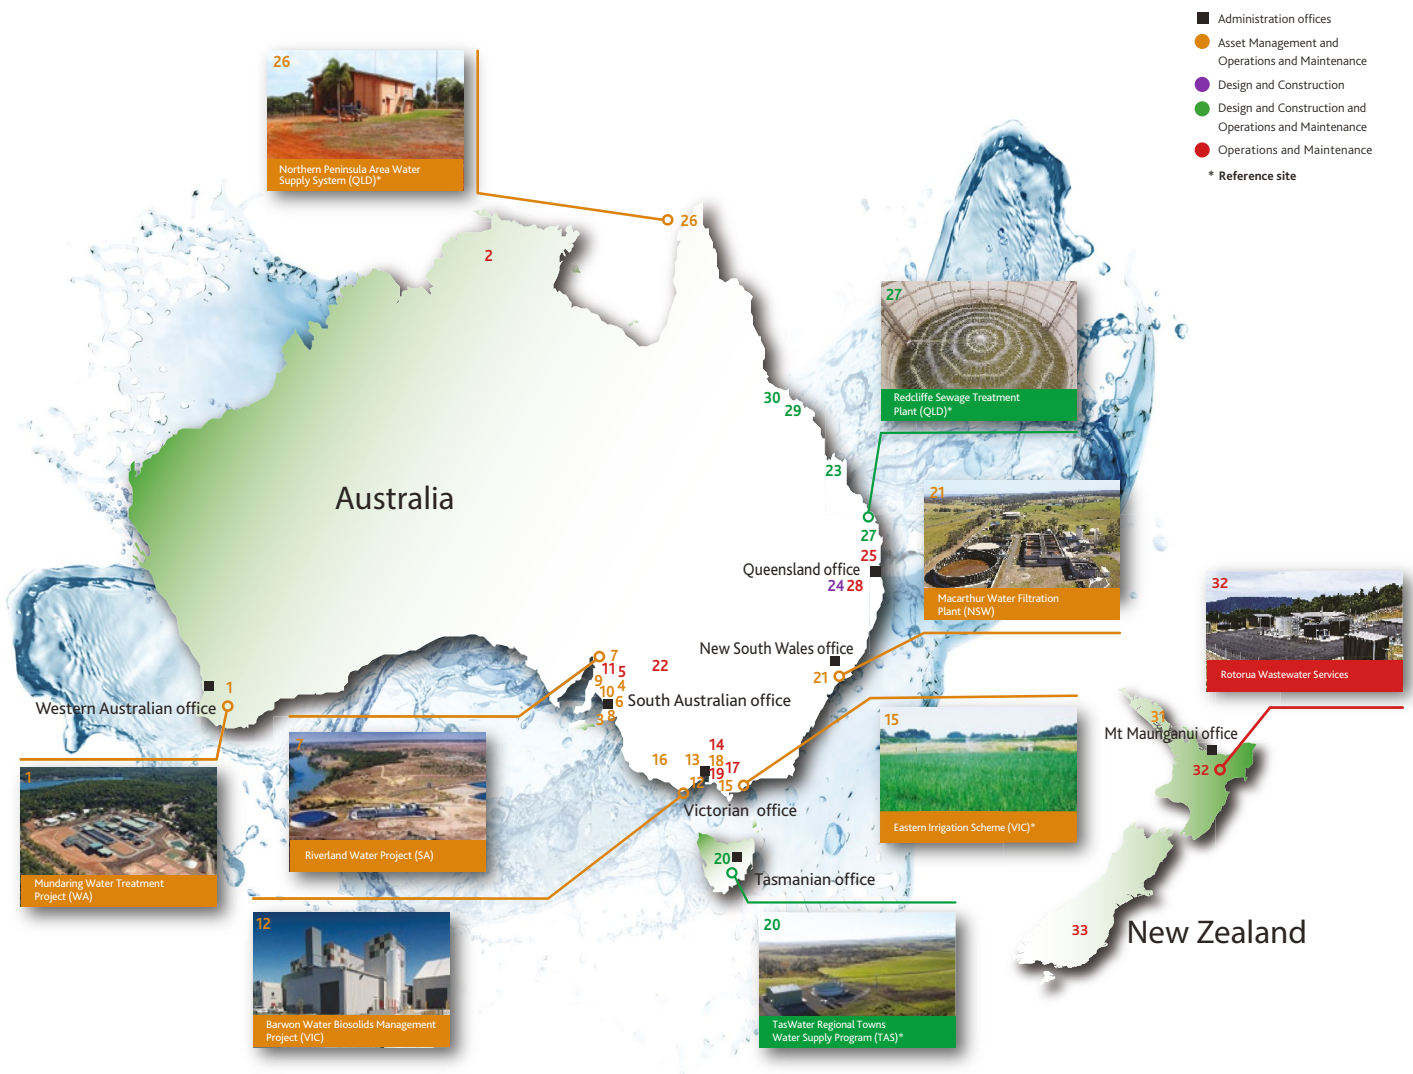 Administration offices
Asset Management and
Operations and Maintenance
Design and Construction
Design and Construction and
Operations and Maintenance
Operations and Maintenance
* Reference site
26
Northern Peninsula Area Water
Supply System (QLD)*
26
2
27
Redcliffe Sewage Treatment
Plant (QLD)*
30
29
23
Australia
27
25
Queensland office
24 28
21
Macarthur Water Filtration
Plant (NSW)
32
Rotorua Wastewater Services
New South Wales office
21
7
11 5
22
9
10 4
6
South Australian office
3 8
1
Western Australian office
31
Mt Maunganui office
32
15
Eastern Irrigation Scheme (VIC)*
14
16
13 18
19 17
12 15
Victorian office
7
Riverland Water Project (SA)
1
Mundaring Water Treatment
Project (WA)
20
Tasmanian office
12
Barwon Water Biosolids Management
Project (VIC)
20
TasWater Regional Towns
Water Supply Program (TAS)*
33
New Zealand